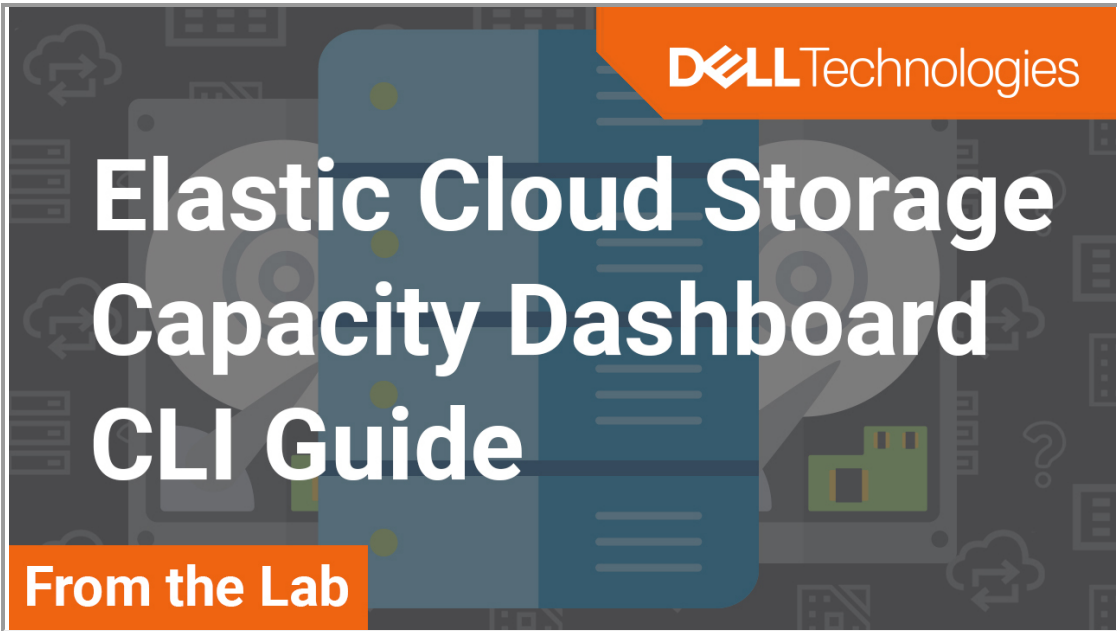 DELLTechnologies
Elastic Cloud Storage
Capacity Dashboard
CLI Guide
From the Lab